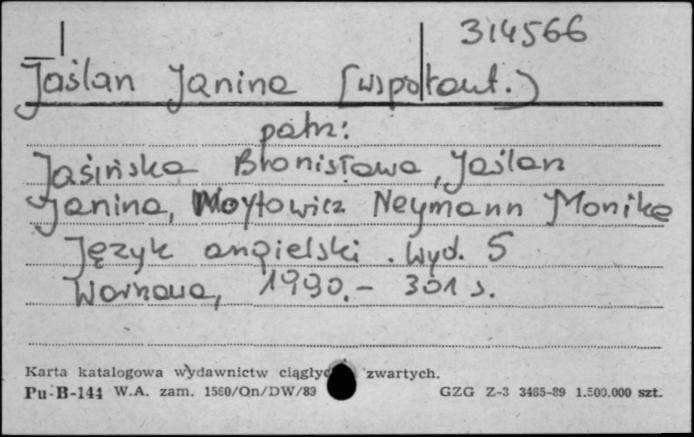 314566
Jaślan Janina (współaut.)
patrz:
Jasińska Bronisława, Jaślan
Janina, Moytowicz Neymann Monika
Język angielski. Wyd. 5
Warszawa, 1990.- 301 s.
Karta katalogowa wydawnictw ciągłych zwartych.
Pu-B-144 W.A. zam. 1560/On/DW/89 GZG Z-3 3465-89 1.500.000 szt.